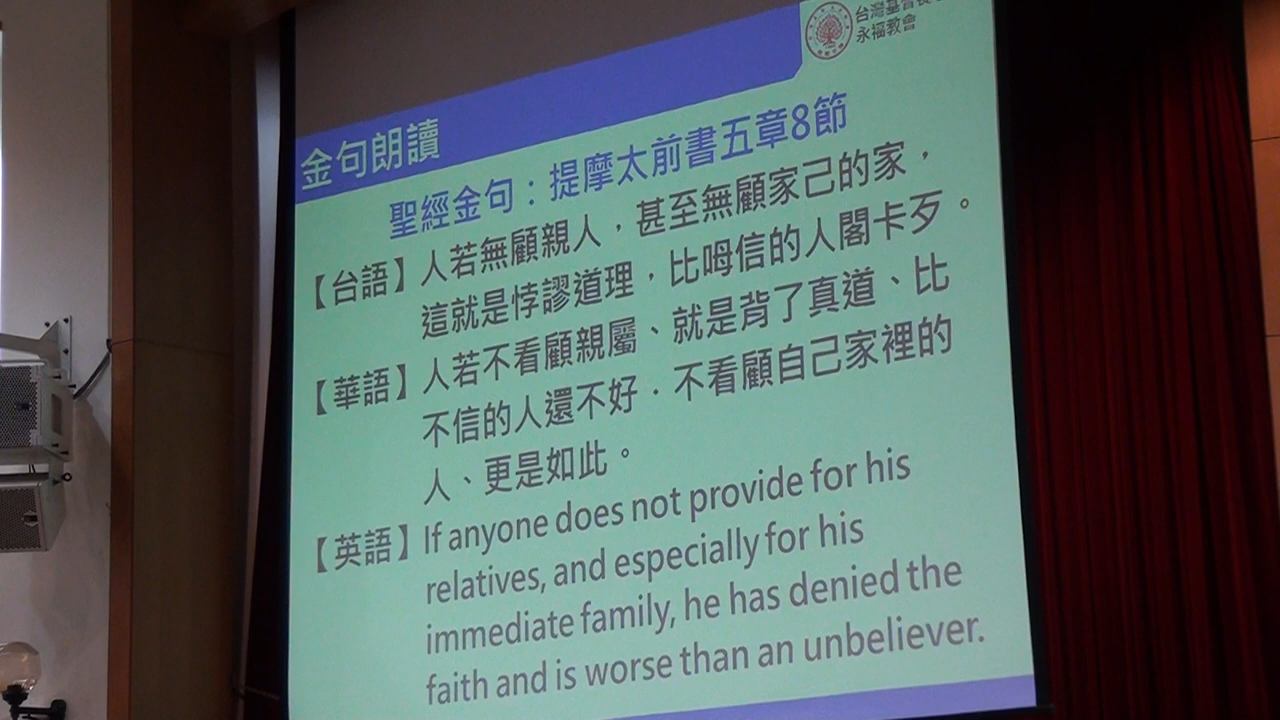 台灣基督長
永福教會
金句朗讀
聖經金句：提摩太前書五章8節
【台語】人若無顧親人，甚至無顧家己的家，
這就是悖謬道理，比呣信的人閣卡歹。
【華語】人若不看顧親屬、就是背了真道、比
不信的人還不好．不看顧自己家裡的
人、更是如此。
【英語】If anyone does not provide for his
relatives, and especially for his
immediate family, he has denied the
faith and is worse than an unbeliever.